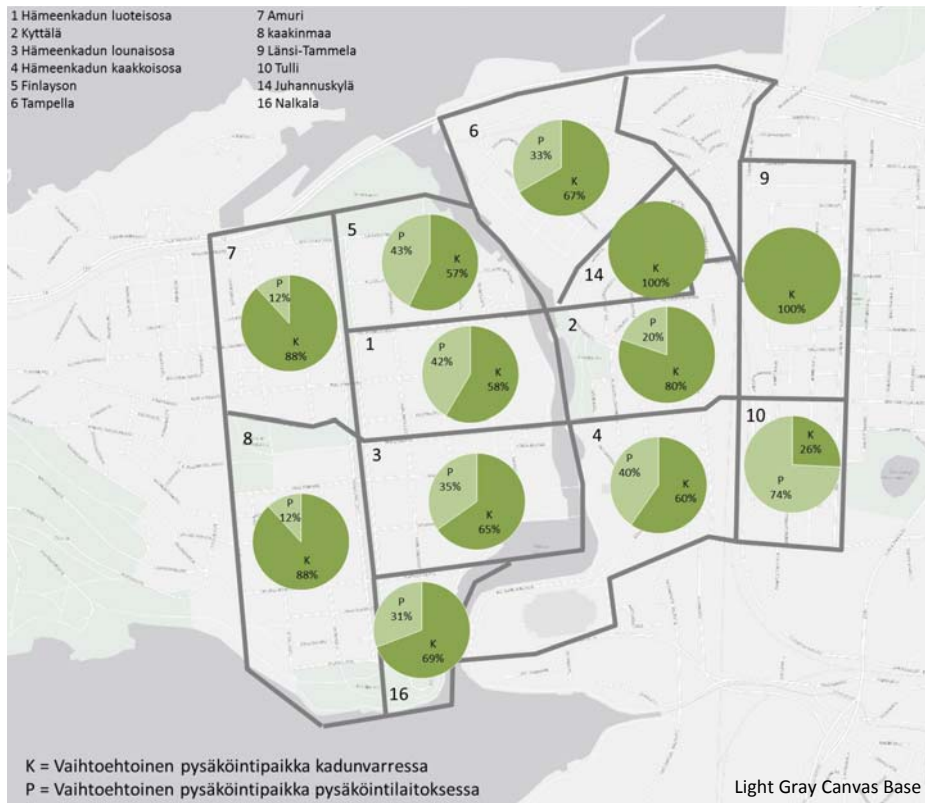 1 Hämeenkadun luoteisosa
2 Kyttälä
3 Hämeenkadun lounaisosa
4 Hämeenkadun kaakkoisosa
5 Finlayson
6 Tampella
7 Amuri
8 kaakinmaa
9 Länsi-Tammela
10 Tulli
14 Juhannuskylä
16 Nalkala
6
P
33%
K
67%
9
K
100%
14
K
100%
5
P
43%
K
57%
7
P
12%
K
88%
1
P
42%
K
58%
2
P
20%
K
80%
8
P
12%
K
88%
3
P
35%
K
65%
4
P
40%
K
60%
10
K
26%
P
74%
P
31%
K
69%
16
K = Vaihtoehtoinen pysäköintipaikka kadunvarressa
P = Vaihtoehtoinen pysäköintipaikka pysäköintilaitoksessa
Light Gray Canvas Base